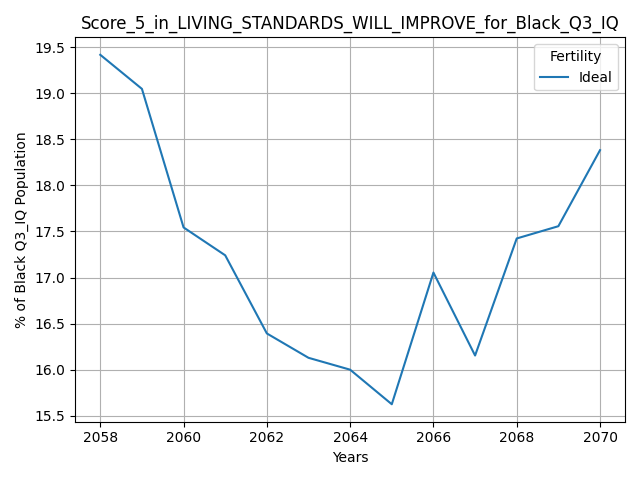 Score_5_in_LIVING_STANDARDS_WILL_IMPROVE_for_Black_Q3_IQ
Fertility
Ideal
19.5
19.0
18.5
18.0
17.5
17.0
16.5
16.0
15.5
% of Black Q3_IQ Population
2058 2060 2062 2064 2066 2068 2070
Years